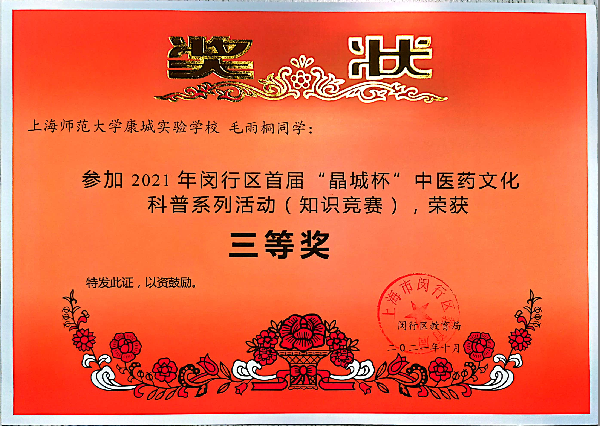 奖 状
上海师范大学康城实验学校 毛雨桐同学：
参加 2021 年闵行区首届“晶城杯”中医药文化
科普系列活动（知识竞赛），荣获
三等奖
特发此证，以资鼓励。
上海市闵行区
闵行区教育局
二〇二一年十月